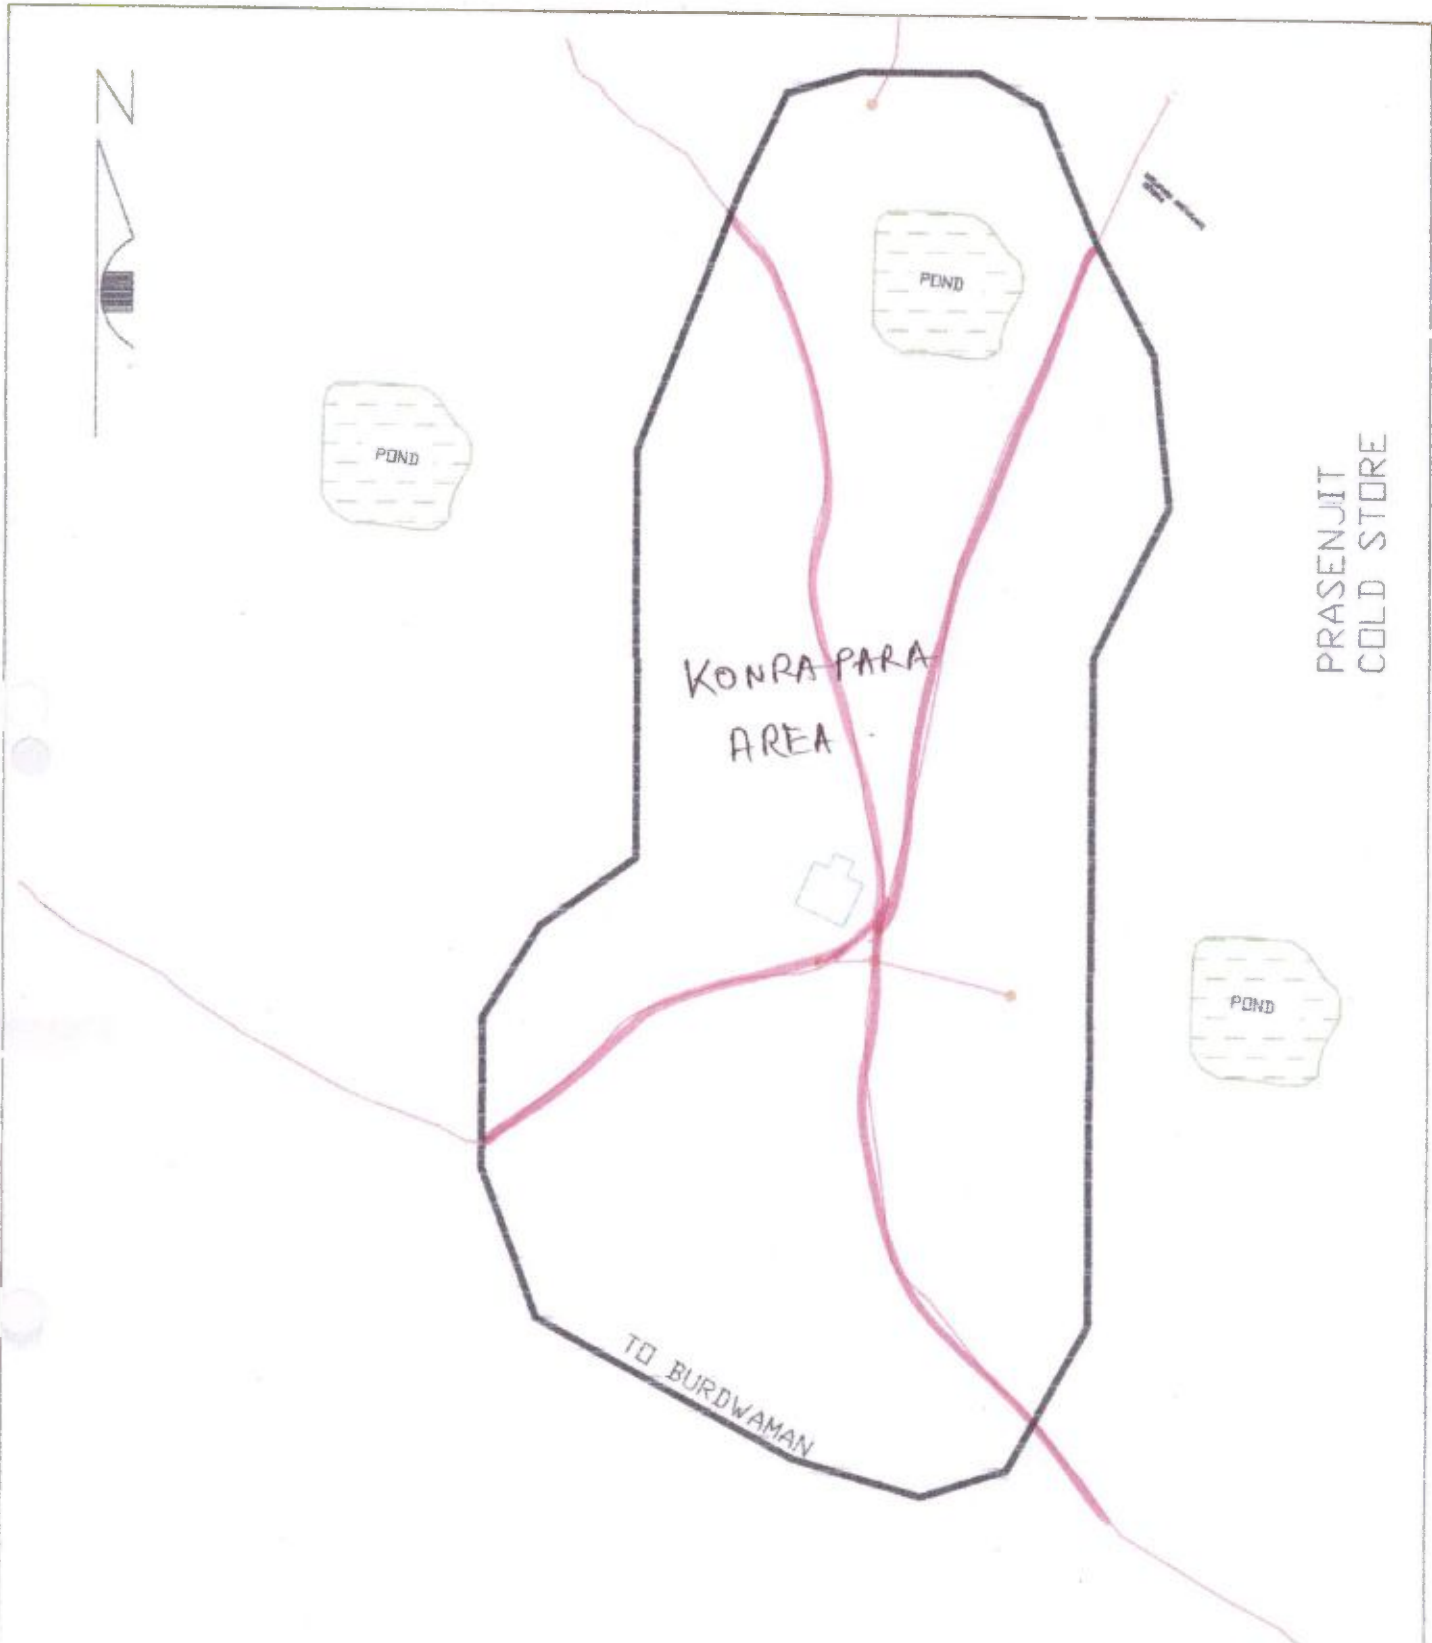 N
POND
POND
PRASENJIT
COLD STORE
KONRA PARA
AREA
POND
TO BURDWAMAN